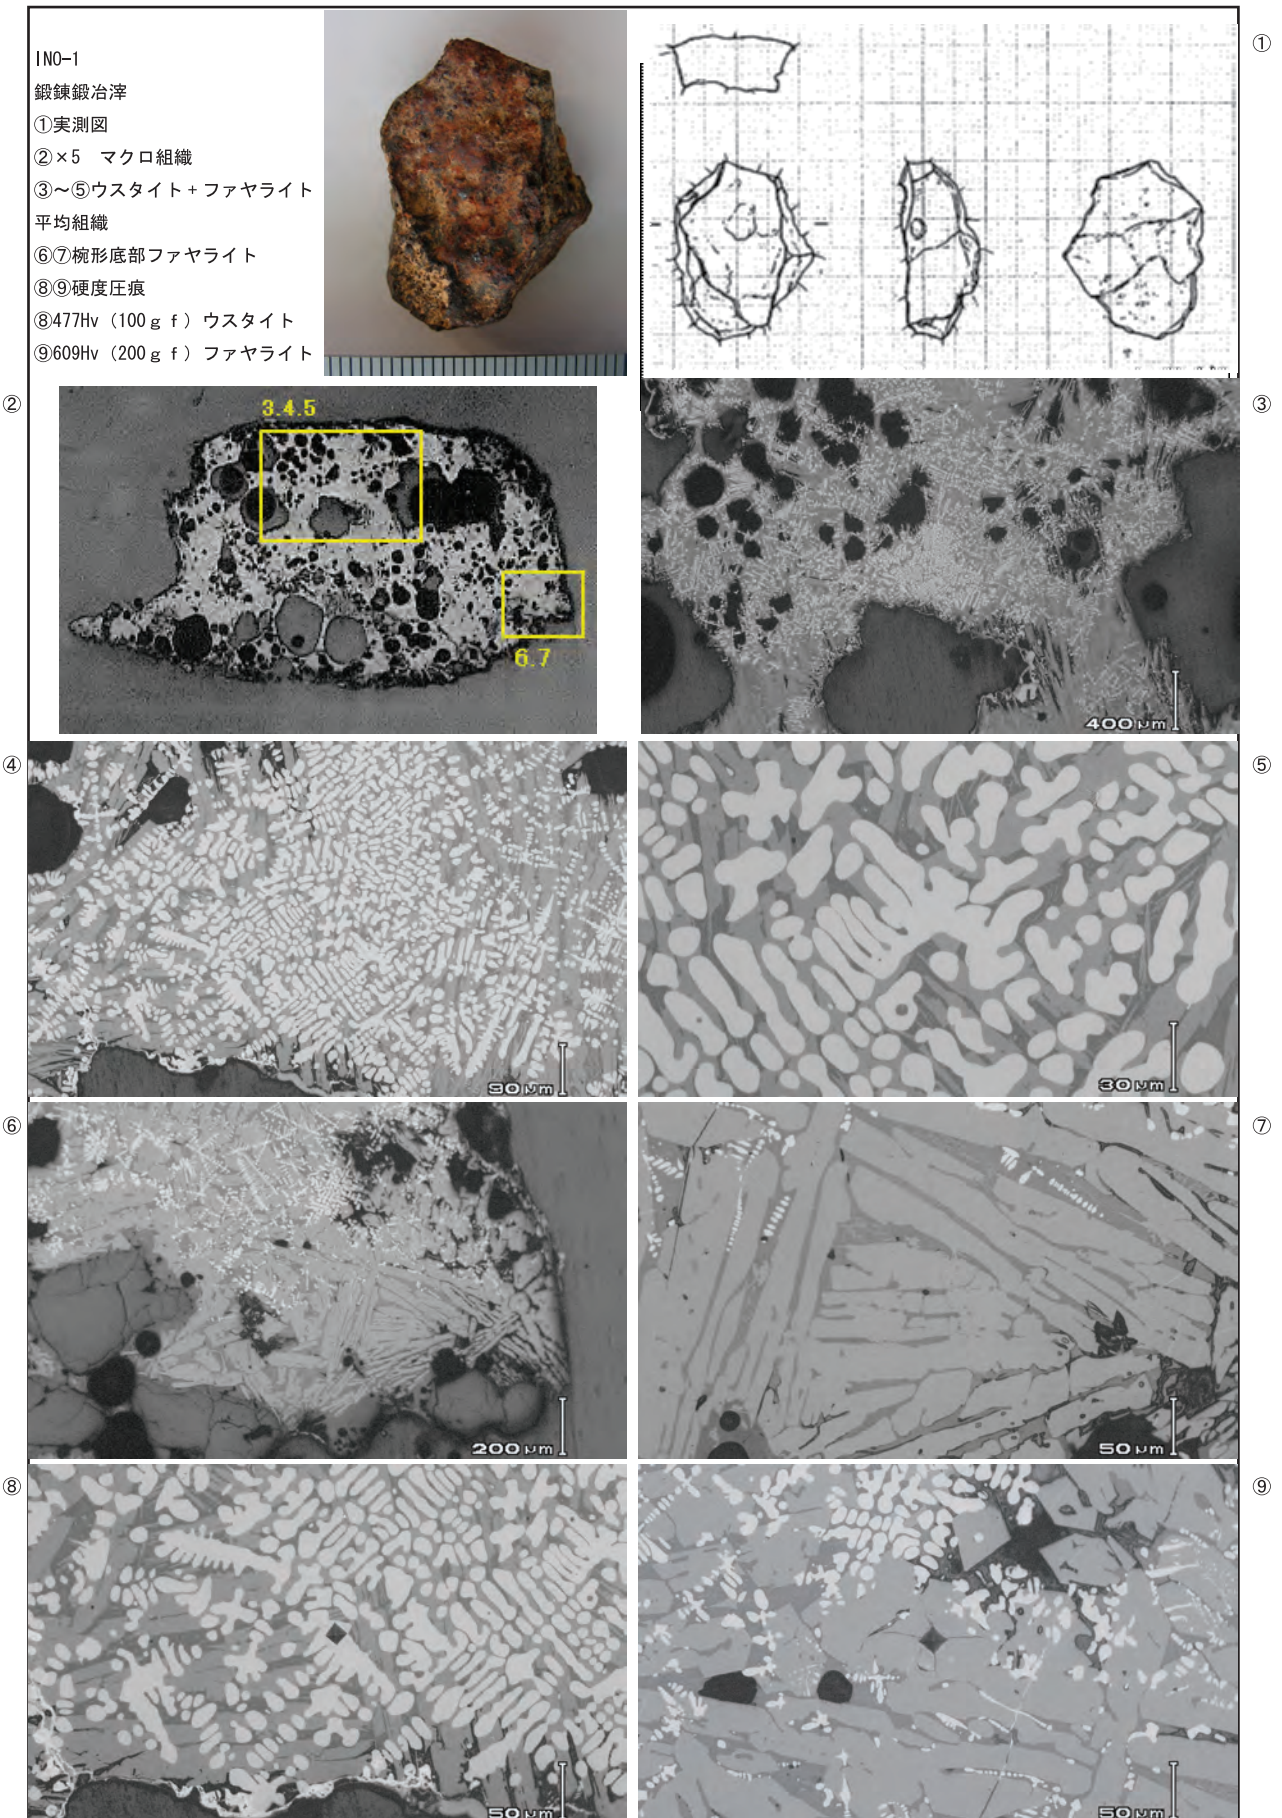 INO-1
鍛錬鍛冶滓
①実測図
②×5　マクロ組織
③～⑤ウスタイト+ファヤライト
平均組織
⑥⑦椀形底部ファヤライト
⑧⑨硬度圧痕
⑧477Hv（100ｇｆ）ウスタイト
⑨609Hv（200ｇｆ）ファヤライト
①
②
3.4.5
6.7
③
400μm
④
90μm
⑤
30μm
⑥
200μm
⑦
50μm
⑧
50μm
⑨
50μm